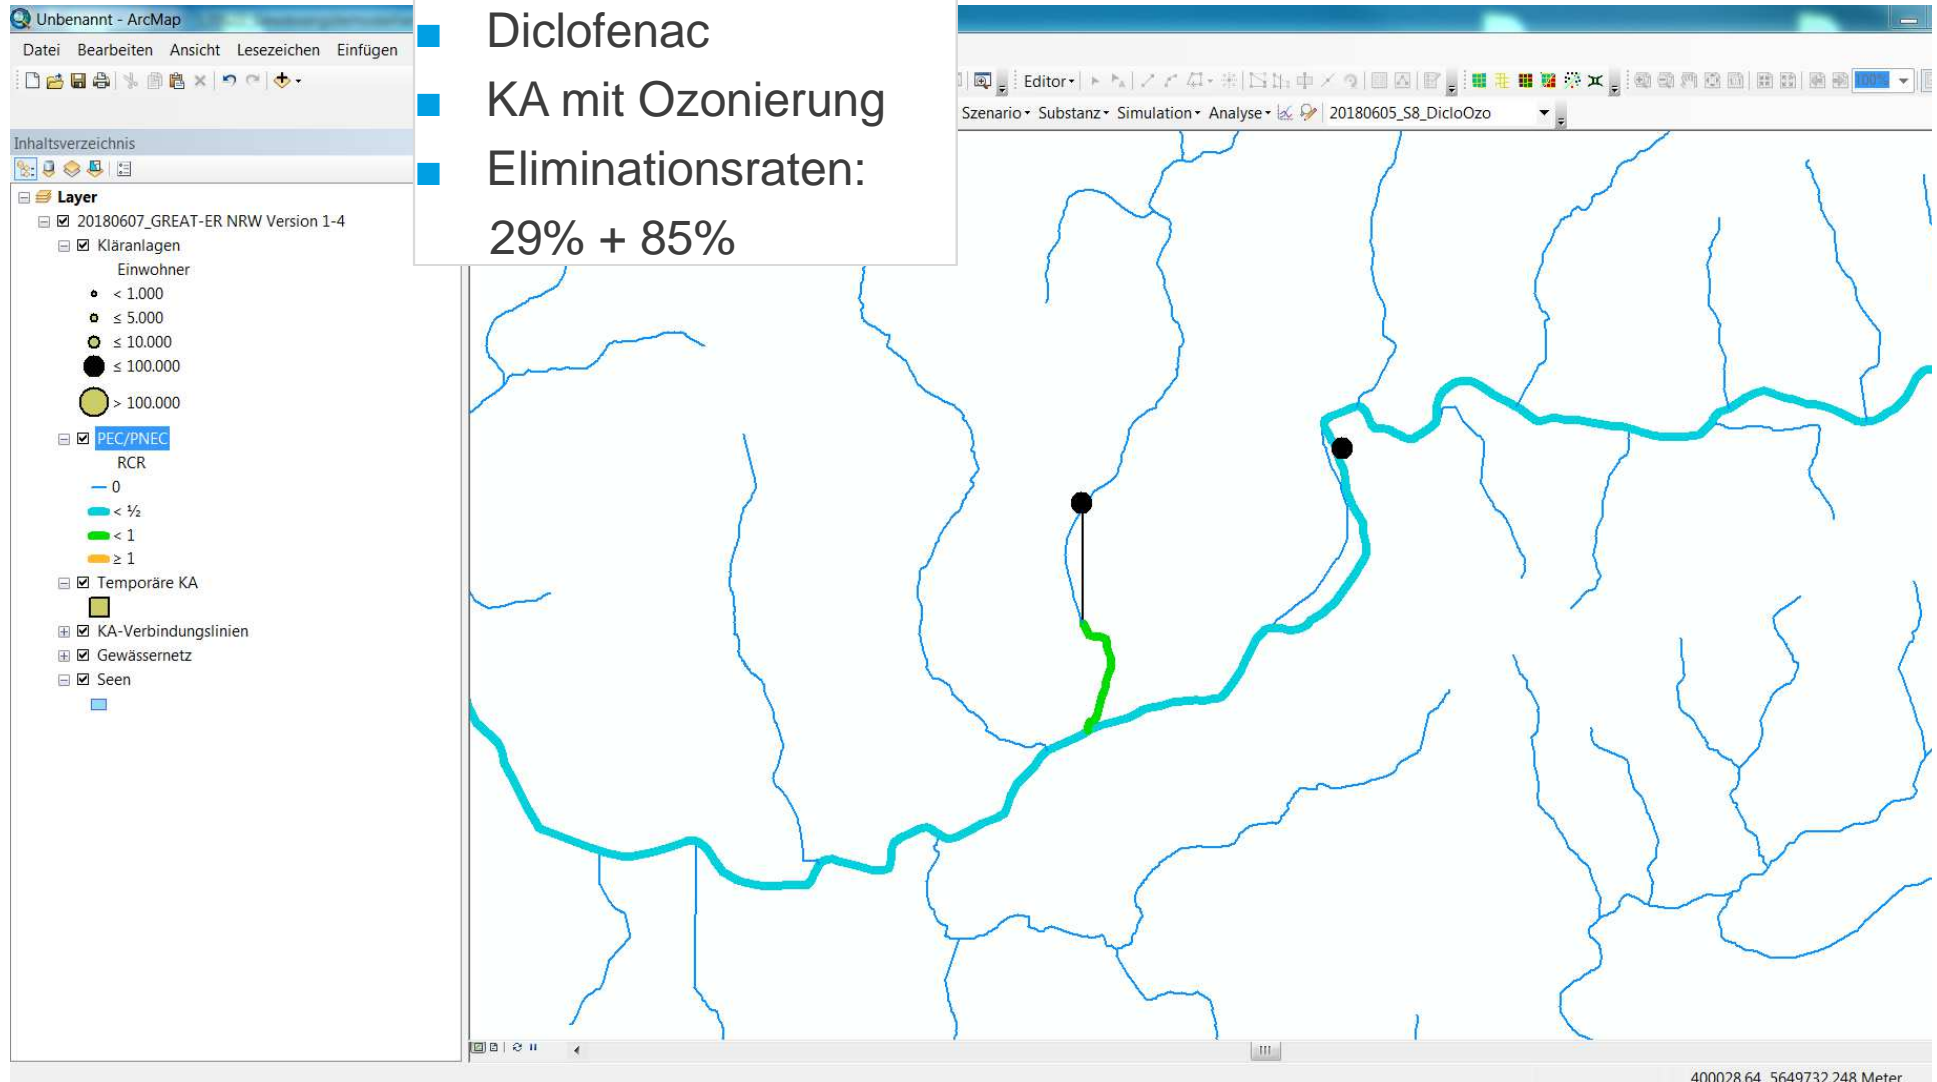 Unbenannt - ArcMap
Datei Bearbeiten Ansicht Lesezeichen Einfügen
Diclofenac
KA mit Ozonierung
Eliminationsraten:
29% + 85%
Editor
100%
Szenario Substanz Simulation Analyse 20180605_S8_DicloOzo
Inhaltsverzeichnis
Layer
20180607_GREAT-ER NRW Version 1-4
Kläranlagen
Einwohner
< 1.000
≤ 5.000
≤ 10.000
≤ 100.000
> 100.000
PEC/PNEC
RCR
0
< ½
< 1
≥ 1
Temporäre KA
KA-Verbindungslinien
Gewässernetz
Seen
400028,64 5649732,248 Meter